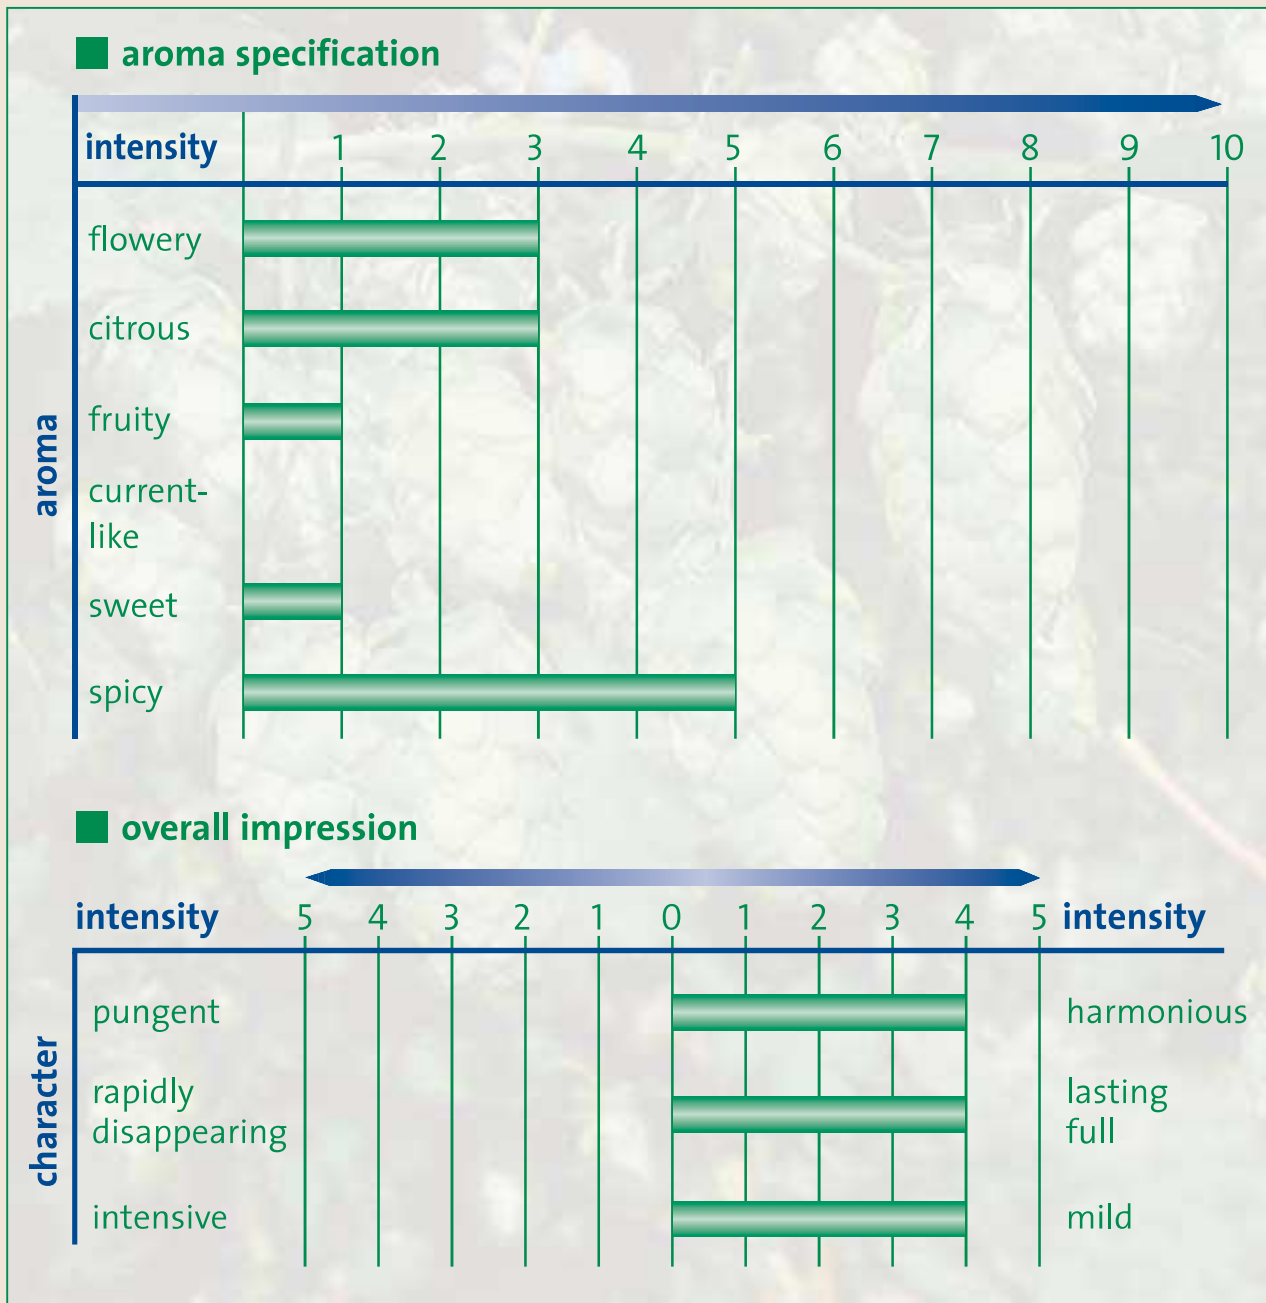 aroma specification
intensity 1 2 3 4 5 6 7 8 9 10
flowery
citrous
fruity
aroma
current-
like
sweet
spicy
overall impression
intensity 5 4 3 2 1 0 1 2 3 4 5 intensity
pungent harmonious
rapidly lasting
disappearing full
character
intensive mild